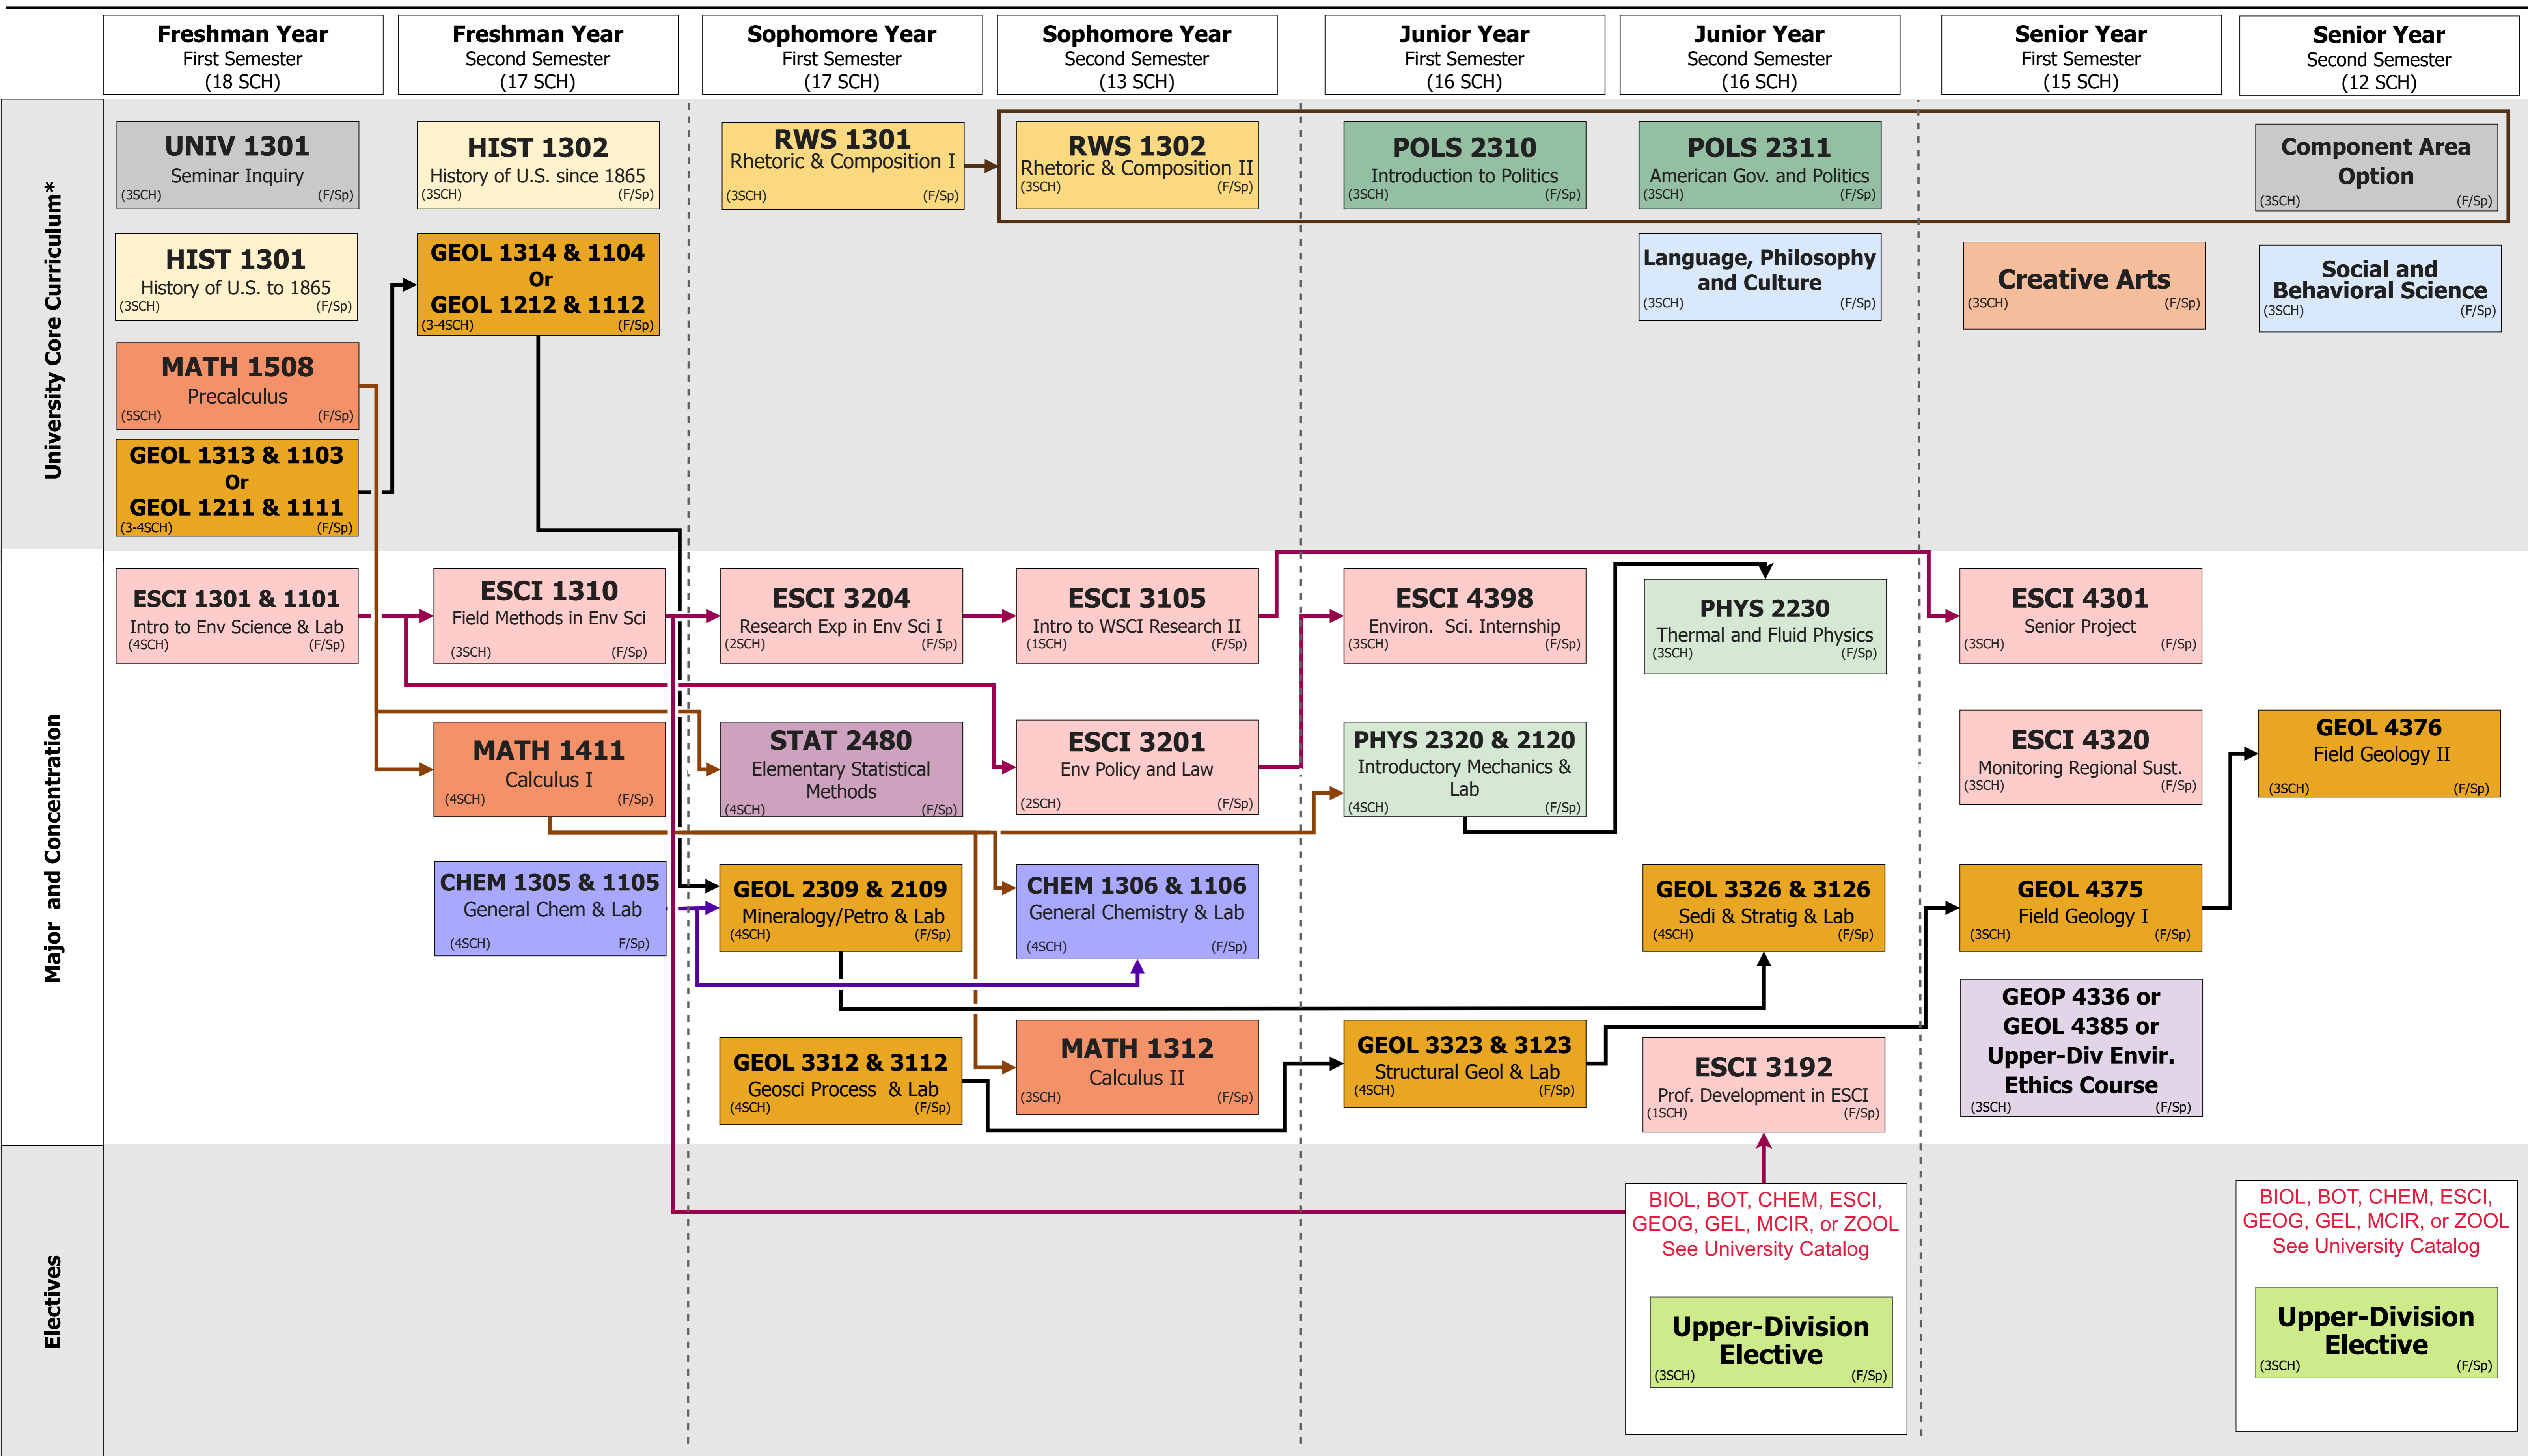 Freshman Year
First Semester
(18 SCH)
Freshman Year
Second Semester
(17 SCH)
Sophomore Year
First Semester
(17 SCH)
Sophomore Year
Second Semester
(13 SCH)
Junior Year
First Semester
(16 SCH)
Junior Year
Second Semester
(16 SCH)
Senior Year
First Semester
(15 SCH)
Senior Year
Second Semester
(12 SCH)
University Core Curriculum*
UNIV 1301
Seminar Inquiry
(3SCH) (F/Sp)
HIST 1302
History of U.S. since 1865
(3SCH) (F/Sp)
RWS 1301
Rhetoric & Composition I
(3SCH) (F/Sp)
RWS 1302
Rhetoric & Composition II
(3SCH) (F/Sp)
POLS 2310
Introduction to Politics
(3SCH) (F/Sp)
POLS 2311
American Gov. and Politics
(3SCH) (F/Sp)
Component Area
Option
(3SCH) (F/Sp)
HIST 1301
History of U.S. to 1865
(3SCH) (F/Sp)
GEOL 1314 & 1104
Or
GEOL 1212 & 1112
(3-4SCH) (F/Sp)
Language, Philosophy
and Culture
(3SCH) (F/Sp)
Creative Arts
(3SCH) (F/Sp)
Social and
Behavioral Science
(3SCH) (F/Sp)
MATH 1508
Precalculus
(5SCH) (F/Sp)
GEOL 1313 & 1103
Or
GEOL 1211 & 1111
(3-4SCH) (F/Sp)
Major and Concentration
ESCI 1301 & 1101
Intro to Env Science & Lab
(4SCH) (F/Sp)
ESCI 1310
Field Methods in Env Sci
(3SCH) (F/Sp)
ESCI 3204
Research Exp in Env Sci I
(2SCH) (F/Sp)
ESCI 3105
Intro to WSCI Research II
(1SCH) (F/Sp)
ESCI 4398
Environ. Sci. Internship
(3SCH) (F/Sp)
PHYS 2230
Thermal and Fluid Physics
(3SCH) (F/Sp)
ESCI 4301
Senior Project
(3SCH) (F/Sp)
MATH 1411
Calculus I
(4SCH) (F/Sp)
STAT 2480
Elementary Statistical
Methods
(4SCH) (F/Sp)
ESCI 3201
Env Policy and Law
(2SCH) (F/Sp)
PHYS 2320 & 2120
Introductory Mechanics &
Lab
(4SCH) (F/Sp)
ESCI 4320
Monitoring Regional Sust.
(3SCH) (F/Sp)
GEOL 4376
Field Geology II
(3SCH) (F/Sp)
CHEM 1305 & 1105
General Chem & Lab
(4SCH) F/Sp)
GEOL 2309 & 2109
Mineralogy/Petro & Lab
(4SCH) (F/Sp)
CHEM 1306 & 1106
General Chemistry & Lab
(4SCH) (F/Sp)
GEOL 3326 & 3126
Sedi & Stratig & Lab
(4SCH) (F/Sp)
GEOL 4375
Field Geology I
(3SCH) (F/Sp)
GEOL 3312 & 3112
Geosci Process & Lab
(4SCH) (F/Sp)
MATH 1312
Calculus II
(3SCH) (F/Sp)
GEOL 3323 & 3123
Structural Geol & Lab
(4SCH) (F/Sp)
ESCI 3192
Prof. Development in ESCI
(1SCH) (F/Sp)
GEOP 4336 or
GEOL 4385 or
Upper-Div Envir.
Ethics Course
(3SCH) (F/Sp)
Electives
BIOL, BOT, CHEM, ESCI,
GEOG, GEL, MCIR, or ZOOL
See University Catalog
Upper-Division
Elective
(3SCH) (F/Sp)
BIOL, BOT, CHEM, ESCI,
GEOG, GEL, MCIR, or ZOOL
See University Catalog
Upper-Division
Elective
(3SCH) (F/Sp)